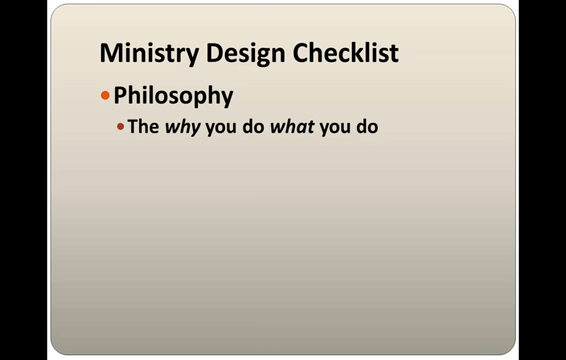 Ministry Design Checklist
•Philosophy
•The why you do what you do